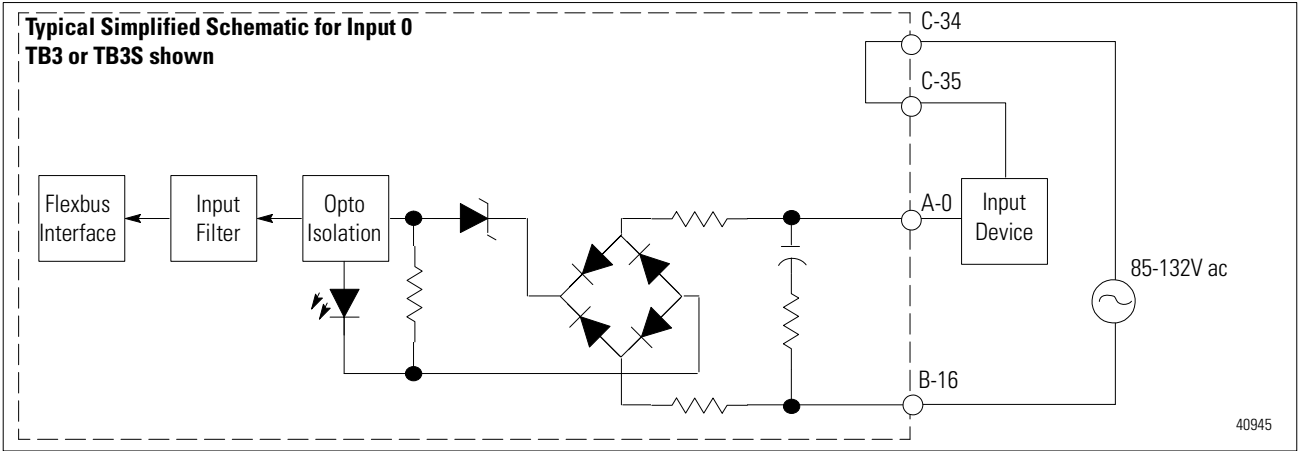 Typical Simplified Schematic for Input 0
TB3 or TB3S shown
C-34
C-35
Flexbus
Interface
Input
Filter
Opto
Isolation
A-0
Input
Device
85-132V ac
B-16
40945